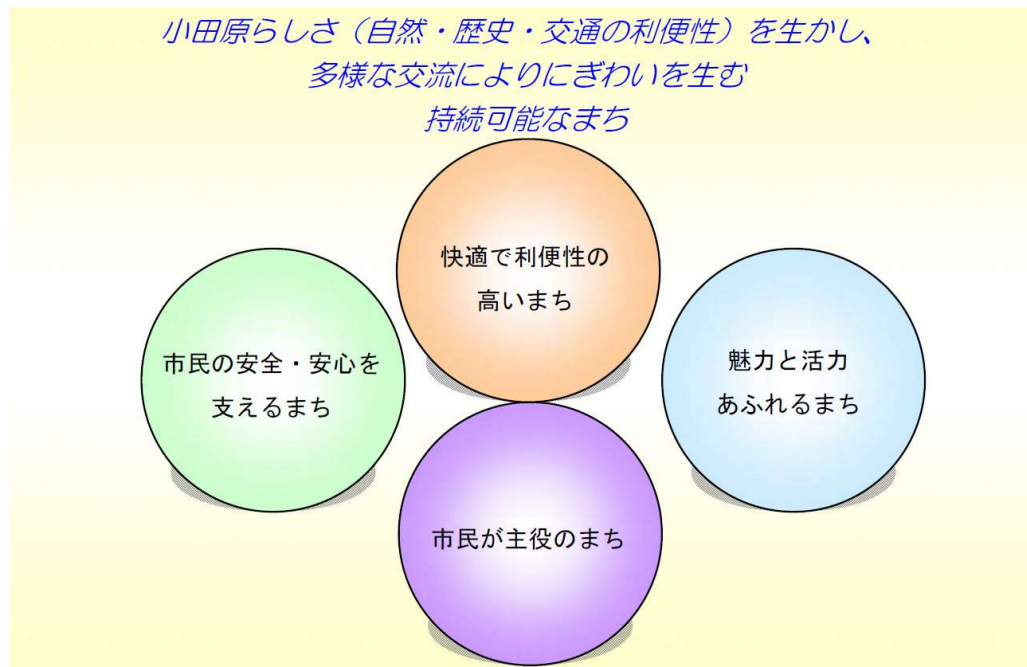 小田原らしさ（自然・歴史・交通の利便性）を生かし、
多様な交流によりにぎわいを生む
持続可能なまち
快適で利便性の
高いまち
市民の安全・安心を
支えるまち
魅力と活力
あふれるまち
市民が主役のまち